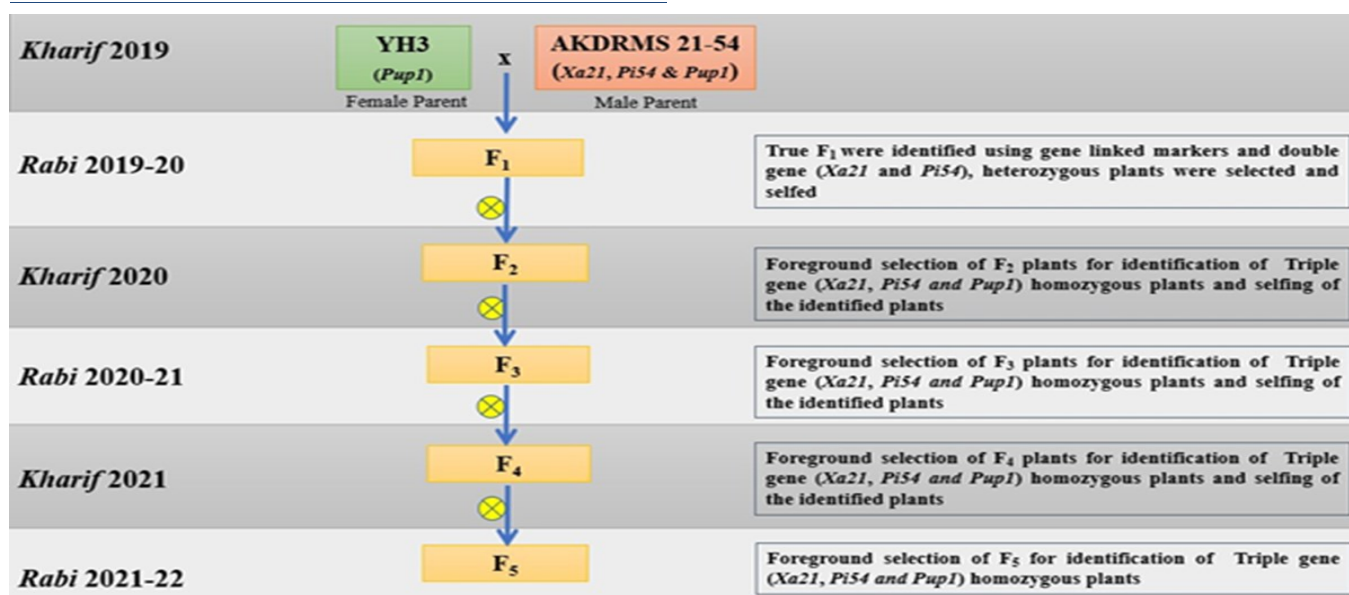 Kharif 2019
YH3
(Pup1)
Female Parent
x
AKDRMS 21-54
(Xa21, Pi54 & Pup1)
Male Parent
Rabi 2019-20
F₁
True F₁ were identified using gene linked markers and double
gene (Xa21 and Pi54), heterozygous plants were selected and
selfed
Kharif 2020
F₂
Foreground selection of F₂ plants for identification of Triple
gene (Xa21, Pi54 and Pup1) homozygous plants and selfing of
the identified plants
Rabi 2020-21
F₃
Foreground selection of F₃ plants for identification of Triple
gene (Xa21, Pi54 and Pup1) homozygous plants and selfing of
the identified plants
Kharif 2021
F₄
Foreground selection of F₄ plants for identification of Triple
gene (Xa21, Pi54 and Pup1) homozygous plants and selfing of
the identified plants
Rabi 2021-22
F₅
Foreground selection of F₅ for identification of Triple gene
(Xa21, Pi54 and Pup1) homozygous plants